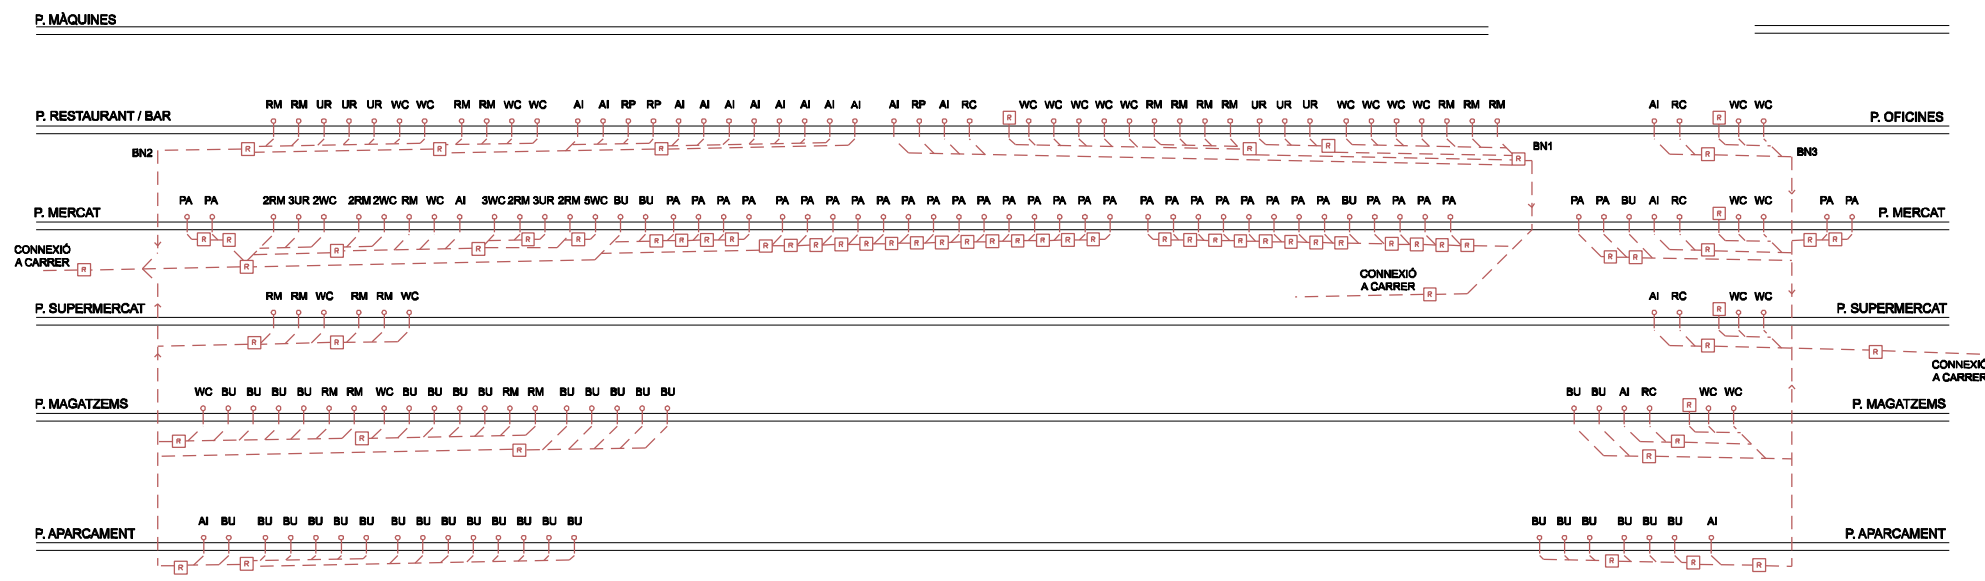 P. MÀQUINES
RM RM UR UR UR WC WC RM RM WC WC AI AI RP RP AI AI AI AI AI AI AI AI RP AI RC R WC WC WC WC WC RM RM RM RM UR UR UR WC WC WC WC RM RM RM AI RC R WC WC
P. RESTAURANT / BAR P. OFICINES
BN2 R R R R R R BN1 R BN3
PA PA 2RM 3UR 2WC 2RM 2WC RM WC AI 3WC 2RM 3UR 2RM 5WC BU BU PA PA PA PA PA PA PA PA PA PA PA PA PA PA PA PA PA PA PA PA PA PA PA PA BU PA PA PA PA PA PA BU AI RC R WC WC PA PA
P. MERCAT P. MERCAT
R R R R R R R R R R R R R R R R R R R R R R R R R R R R R R R R R R R R R R R R R R R
CONNEXIÓ
A CARRER R R
CONNEXIÓ
A CARRER R
RM RM WC RM RM WC AI RC R WC WC
P. SUPERMERCAT P. SUPERMERCAT
R R R R
CONNEXIÓ
A CARRER
WC BU BU BU BU RM RM WC BU BU BU BU RM RM BU BU BU BU BU BU BU AI RC R WC WC
P. MAGATZEMS P. MAGATZEMS
R R R
R R
AI BU BU BU BU BU BU BU BU BU BU BU BU BU BU BU BU BU BU BU BU AI
P. APARCAMENT P. APARCAMENT
R R R R R